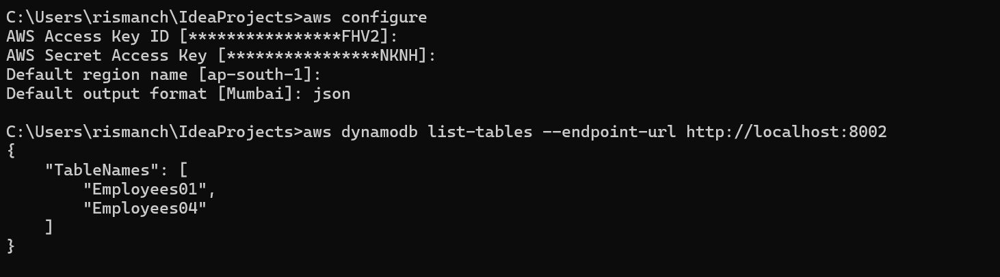 C:\Users\rismanch\IdeaProjects>aws configure
AWS Access Key ID [****************FHV2]:
AWS Secret Access Key [****************NKNH]:
Default region name [ap-south-1]:
Default output format [Mumbai]: json
C:\Users\rismanch\IdeaProjects>aws dynamodb list-tables --endpoint-url http://localhost:8002
{
    "TableNames": [
        "Employees01",
        "Employees04"
    ]
}